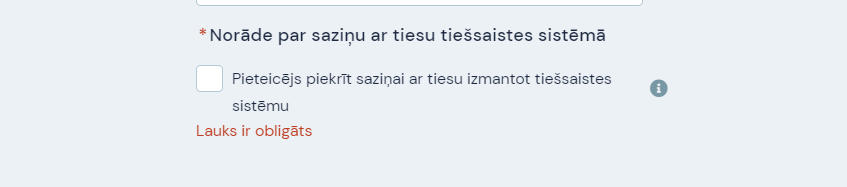 * Norāde par saziņu ar tiesu tiešsaistes sistēmā
Pieteicējs piekrīt saziņai ar tiesu izmantot tiešsaistes
sistēmu
Lauks ir obligāts